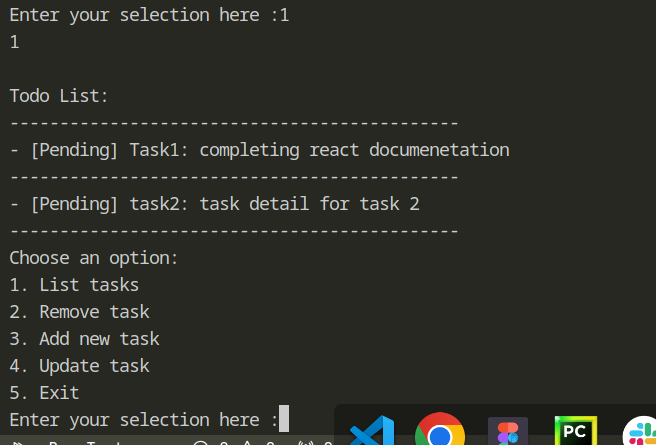 Enter your selection here :1
1
Todo List:
---------------------------------------------
- [Pending] Task1: completing react documenetation
---------------------------------------------
- [Pending] task2: task detail for task 2
---------------------------------------------
Choose an option:
1. List tasks
2. Remove task
3. Add new task
4. Update task
5. Exit
Enter your selection here :
PC